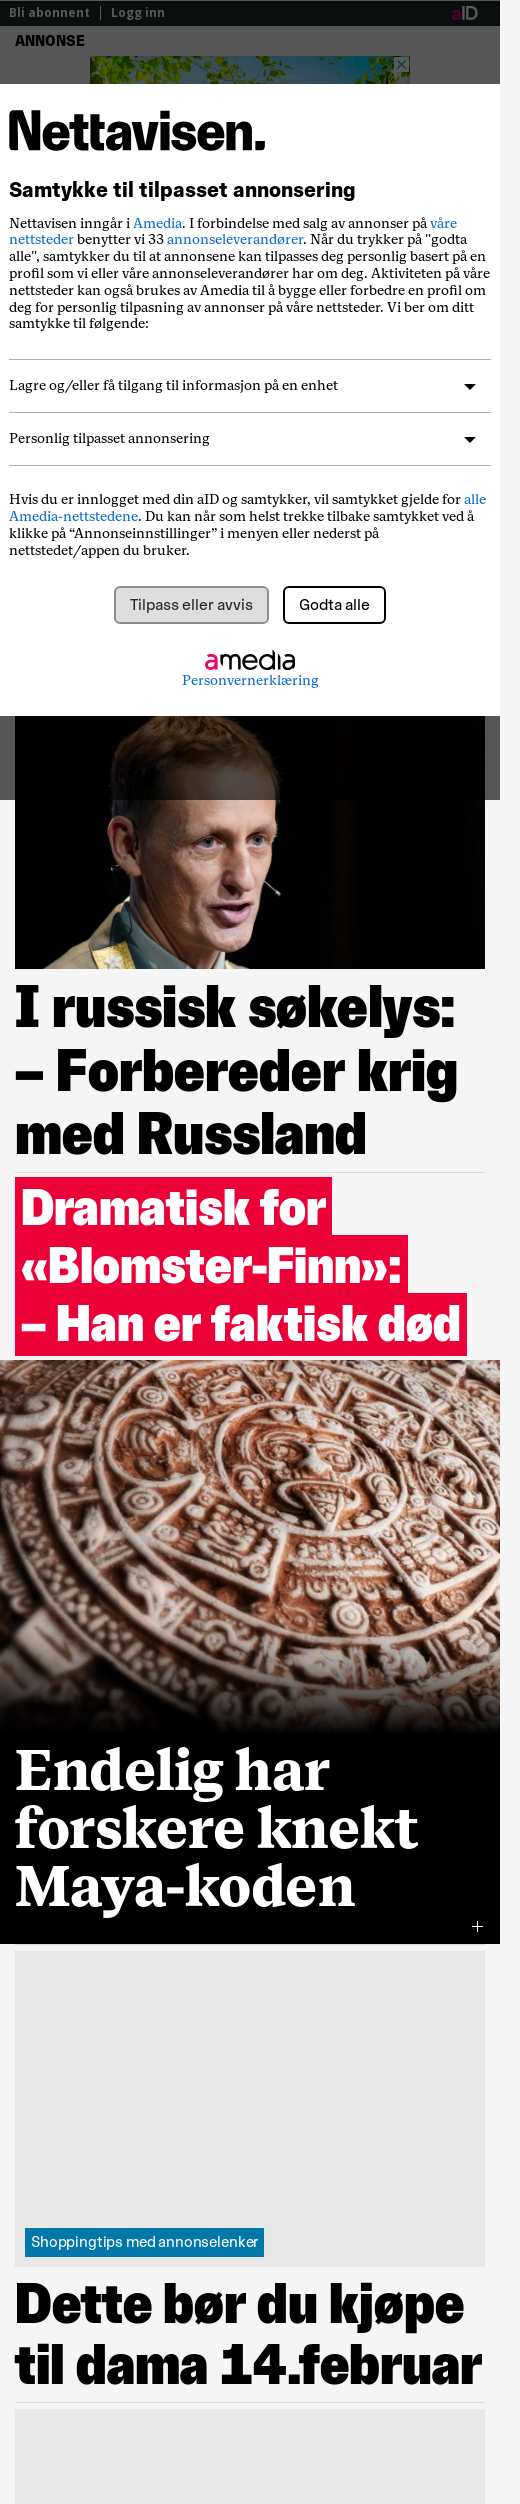 Bli abonnent
Logg inn
aID
ANNONSE
Nettavisen.
Samtykke til tilpasset annonsering
Nettavisen inngår i Amedia. I forbindelse med salg av annonser på våre
nettsteder benytter vi 33 annonseleverandører. Når du trykker på "godta
alle", samtykker du til at annonsene kan tilpasses deg personlig basert på en
profil som vi eller våre annonseleverandører har om deg. Aktiviteten på våre
nettsteder kan også brukes av Amedia til å bygge eller forbedre en profil om
deg for personlig tilpasning av annonser på våre nettsteder. Vi ber om ditt
samtykke til følgende:
Lagre og/eller få tilgang til informasjon på en enhet
Personlig tilpasset annonsering
Hvis du er innlogget med din aID og samtykker, vil samtykket gjelde for alle
Amedia-nettstedene. Du kan når som helst trekke tilbake samtykket ved å
klikke på “Annonseinnstillinger” i menyen eller nederst på
nettstedet/appen du bruker.
Tilpass eller avvis
Godta alle
amedia
Personvernerklæring
I russisk søkelys:
– Forbereder krig
med Russland
Dramatisk for
«Blomster-Finn»:
– Han er faktisk død
Endelig har
forskere knekt
Maya-koden
+
Shoppingtips med annonselenker
Dette bør du kjøpe
til dama 14.februar